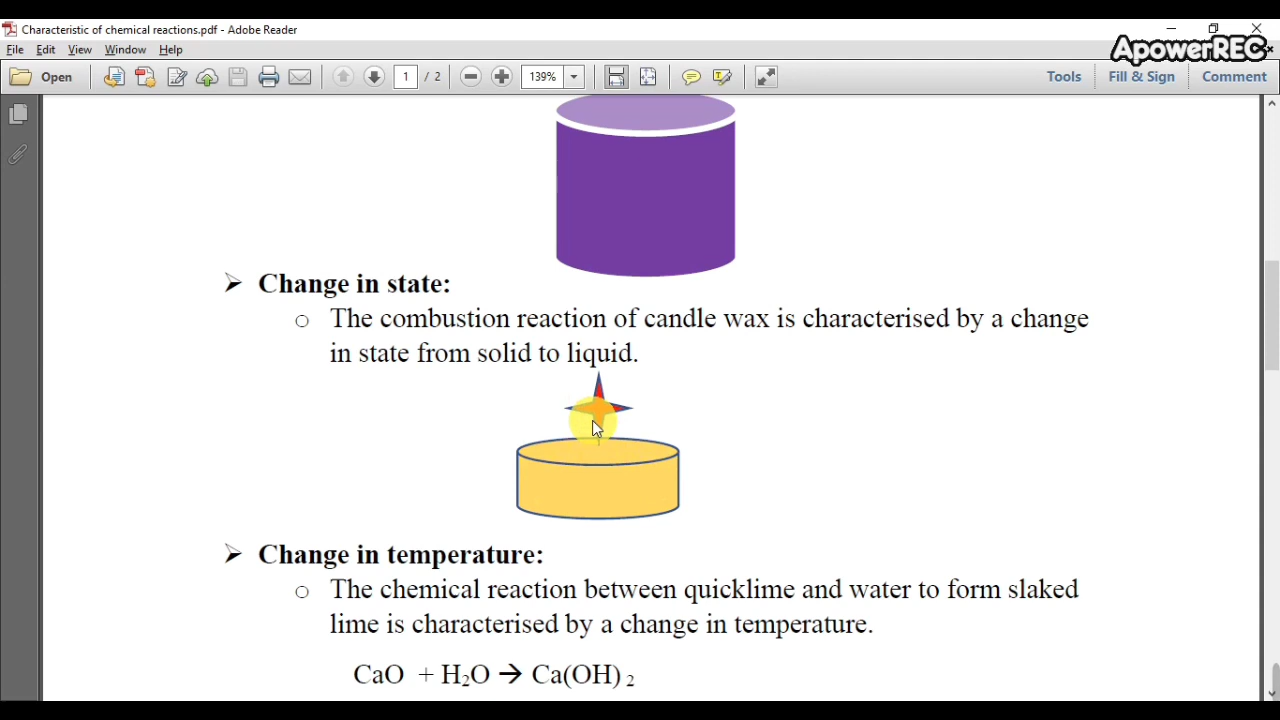 Characteristic of chemical reactions.pdf - Adobe Reader
File Edit View Window Help
ApowerREC
Open 1 / 2 139% Tools Fill & Sign Comment
➢ Change in state:
○ The combustion reaction of candle wax is characterised by a change
in state from solid to liquid.
➢ Change in temperature:
○ The chemical reaction between quicklime and water to form slaked
lime is characterised by a change in temperature.
CaO + H₂O → Ca(OH) ₂